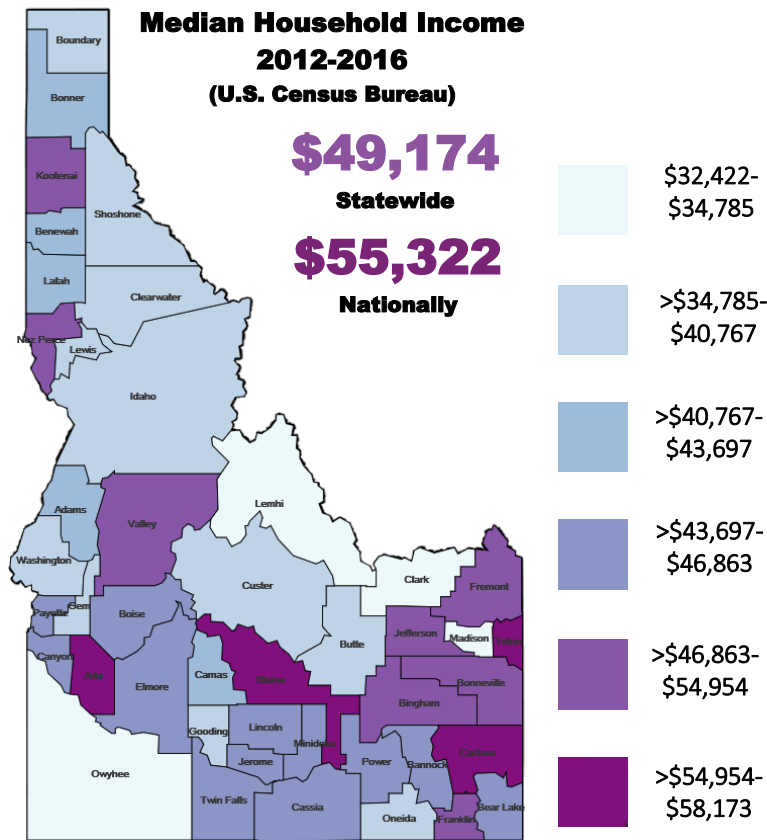 Median Household Income
2012-2016
(U.S. Census Bureau)
$49,174
Statewide
$55,322
Nationally
$32,422-
$34,785
>$34,785-
$40,767
>$40,767-
$43,697
>$43,697-
$46,863
>$46,863-
$54,954
>$54,954-
$58,173
Boundary
Bonner
Kootenai
Shoshone
Benewah
Latah
Clearwater
Nez Perce
Lewis
Idaho
Lemhi
Adams
Valley
Washington
Custer
Clark
Fremont
Payette
Gem
Boise
Jefferson
Madison
Teton
Butte
Canyon
Ada
Elmore
Camas
Blaine
Bonneville
Bingham
Gooding
Lincoln
Minidoka
Jerome
Power
Bannock
Caribou
Owyhee
Twin Falls
Cassia
Oneida
Franklin
Bear Lake